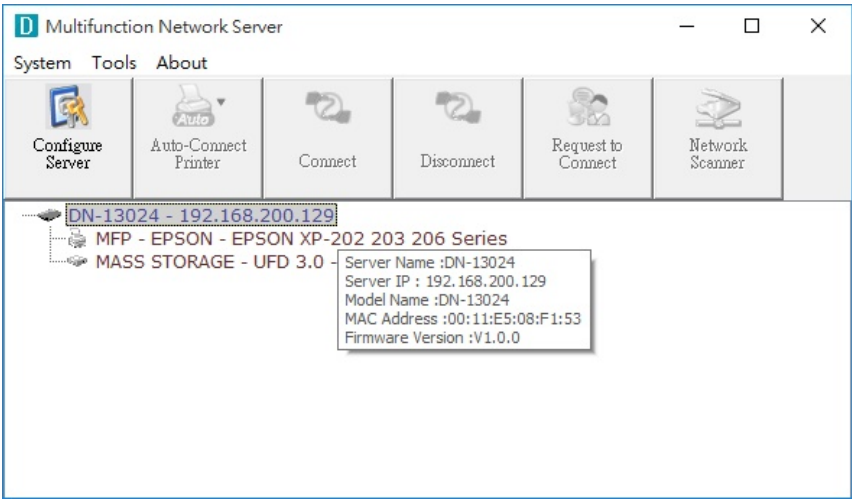 D Multifunction Network Server
System Tools About
Configure Server
Auto
Auto-Connect Printer
Connect
Disconnect
Request to Connect
Network Scanner
DN-13024 - 192.168.200.129
MFP - EPSON - EPSON XP-202 203 206 Series
MASS STORAGE - UFD 3.0 -
Server Name :DN-13024
Server IP : 192.168.200.129
Model Name :DN-13024
MAC Address :00:11:E5:08:F1:53
Firmware Version :V1.0.0